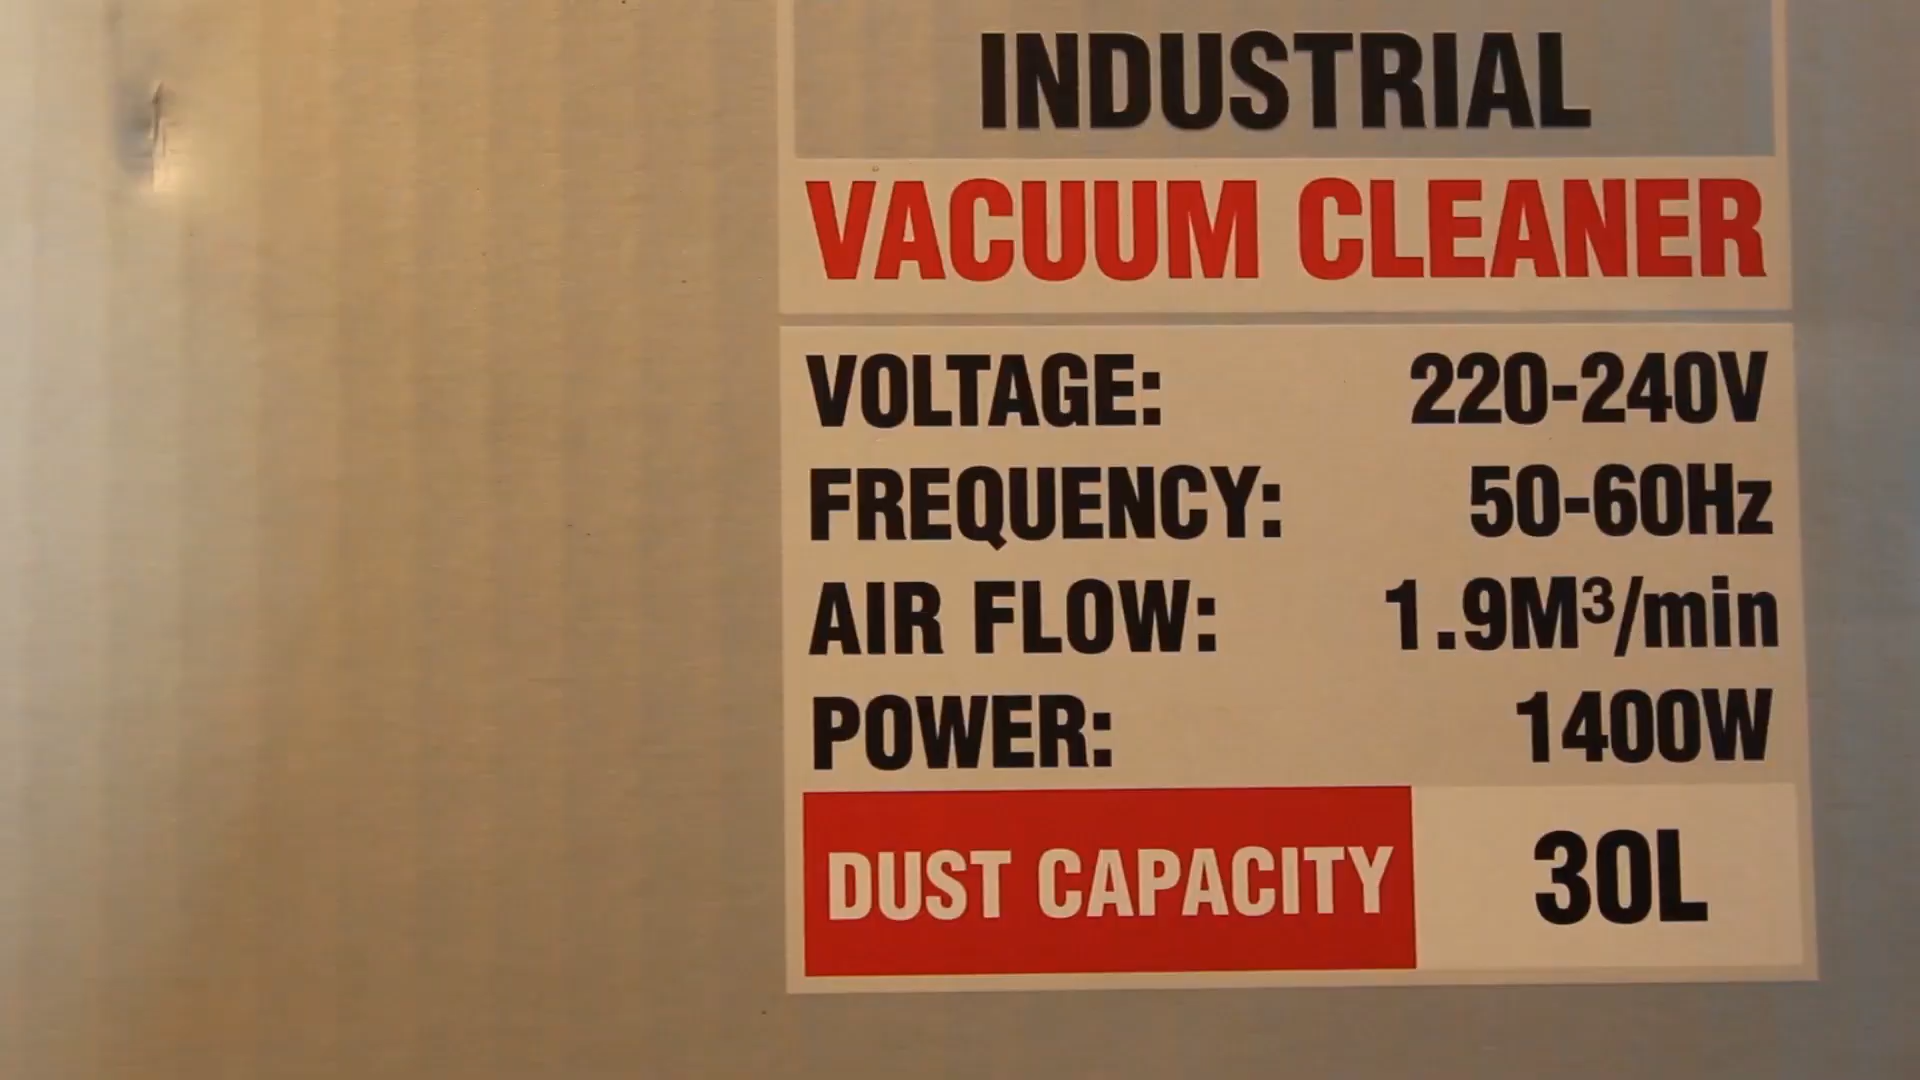 INDUSTRIAL
VACUUM CLEANER
VOLTAGE: 220-240V
FREQUENCY: 50-60Hz
AIR FLOW: 1.9M³/min
POWER: 1400W
DUST CAPACITY 30L